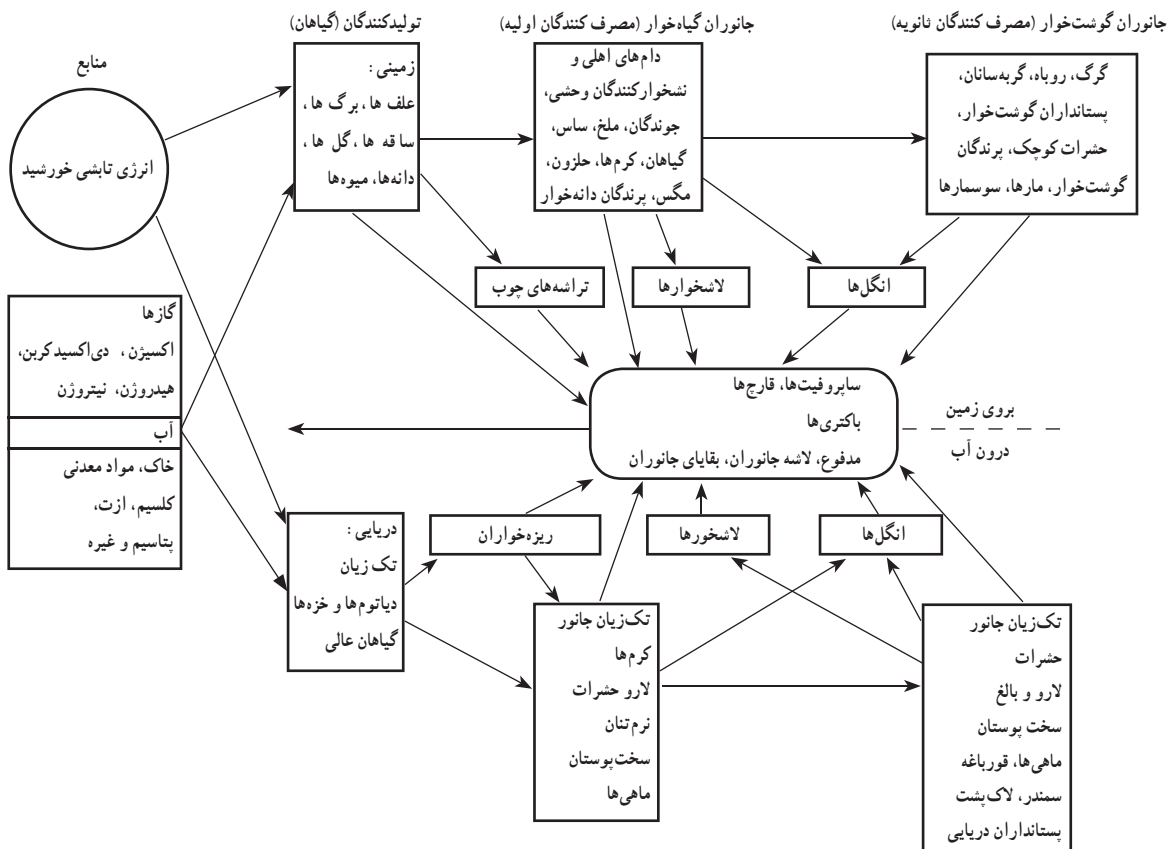 جانوران گوشت‌خوار (مصرف کنندگان ثانویه)
جانوران گیاه‌خوار (مصرف کنندگان اولیه)
تولیدکنندگان (گیاهان)
منابع
انرژی تابشی خورشید
زمینی :
علف ها ، برگ ها ،
سا قه ها ، گل ها ،
دانه‌ها، میوه‌ها
دام‌های اهلی و
نشخوارکنندگان وحشی،
جوندگان، ملخ، ساس،
گیاهان، کرم‌ها، حلزون،
مگس، پرندگان دانه‌خوار
گرگ، روباه، گربه‌سانان،
پستانداران گوشت‌خوار،
حشرات کوچک، پرندگان
گوشت‌خوار، مارها، سوسمارها
تراشه‌های چوب
لاشخوارها
انگل‌ها
گازها
اکسیژن ، دی‌اکسیدکربن،
هیدروژن، نیتروژن
آب
خاک، مواد معدنی
کلسیم، ازت،
پتاسیم و غیره
ساپروفیت‌ها، قارچ‌ها
باکتری‌ها
مدفوع، لاشه جانوران، بقایای جانوران
بروی زمین
درون آب
ریزه‌خواران
لاشخورها
انگل‌ها
دریایی :
تک زیان
دیاتوم‌ها و خزه‌ها
گیاهان عالی
تک‌زیان جانور
کرم‌ها
لارو حشرات
نرم‌تنان
سخت‌پوستان
ماهی‌ها
تک‌زیان جانور
حشرات
لارو و بالغ
سخت پوستان
ماهی‌ها، قورباغه
سمندر، لاک‌پشت
پستانداران دریایی